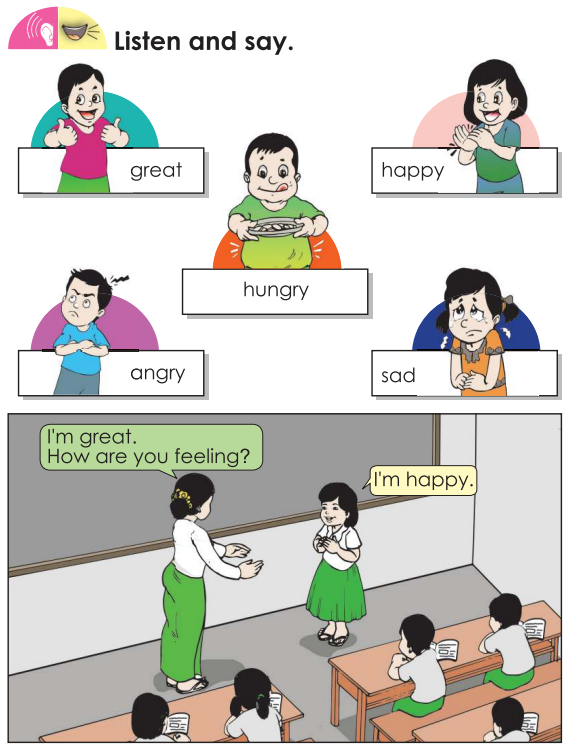 Listen and say.
great
happy
hungry
angry
sad
I'm great.
How are you feeling?
I'm happy.